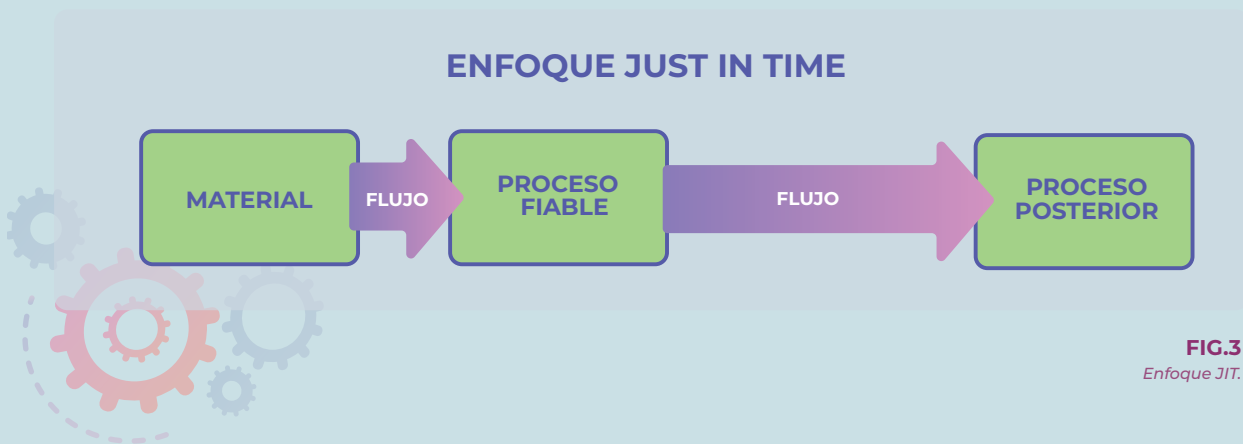 ENFOQUE JUST IN TIME
MATERIAL
FLUJO
PROCESO
FIABLE
FLUJO
PROCESO
POSTERIOR
FIG.3
Enfoque JIT.